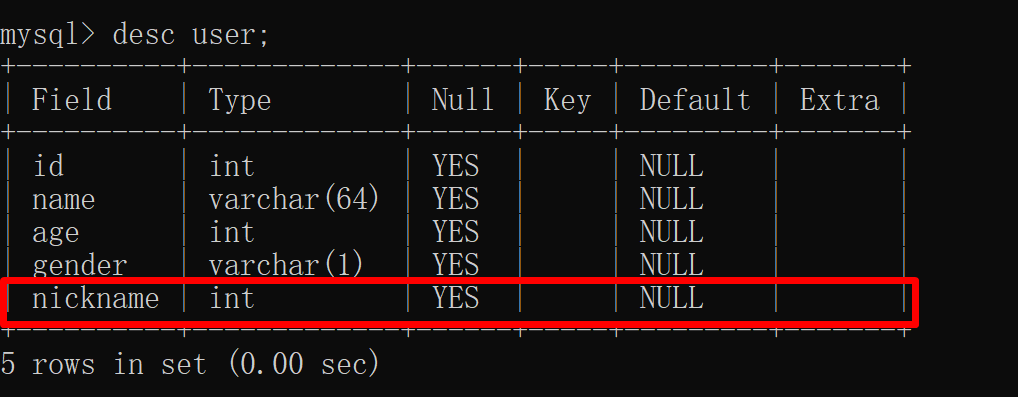 mysql> desc user;
+----------+-------------+------+-----+---------+-------+
| Field    | Type        | Null | Key | Default | Extra |
+----------+-------------+------+-----+---------+-------+
| id       | int         | YES  |     | NULL    |       |
| name     | varchar(64) | YES  |     | NULL    |       |
| age      | int         | YES  |     | NULL    |       |
| gender   | varchar(1)  | YES  |     | NULL    |       |
| nickname | int         | YES  |     | NULL    |       |
+----------+-------------+------+-----+---------+-------+
5 rows in set (0.00 sec)